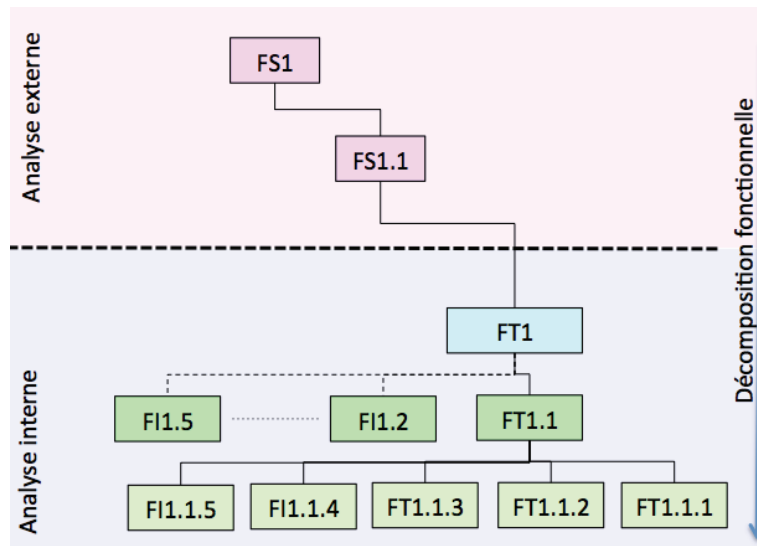 Analyse externe
FS1
FS1.1
Décomposition fonctionnelle
Analyse interne
FT1
FI1.5
FI1.2
FT1.1
FI1.1.5
FI1.1.4
FT1.1.3
FT1.1.2
FT1.1.1